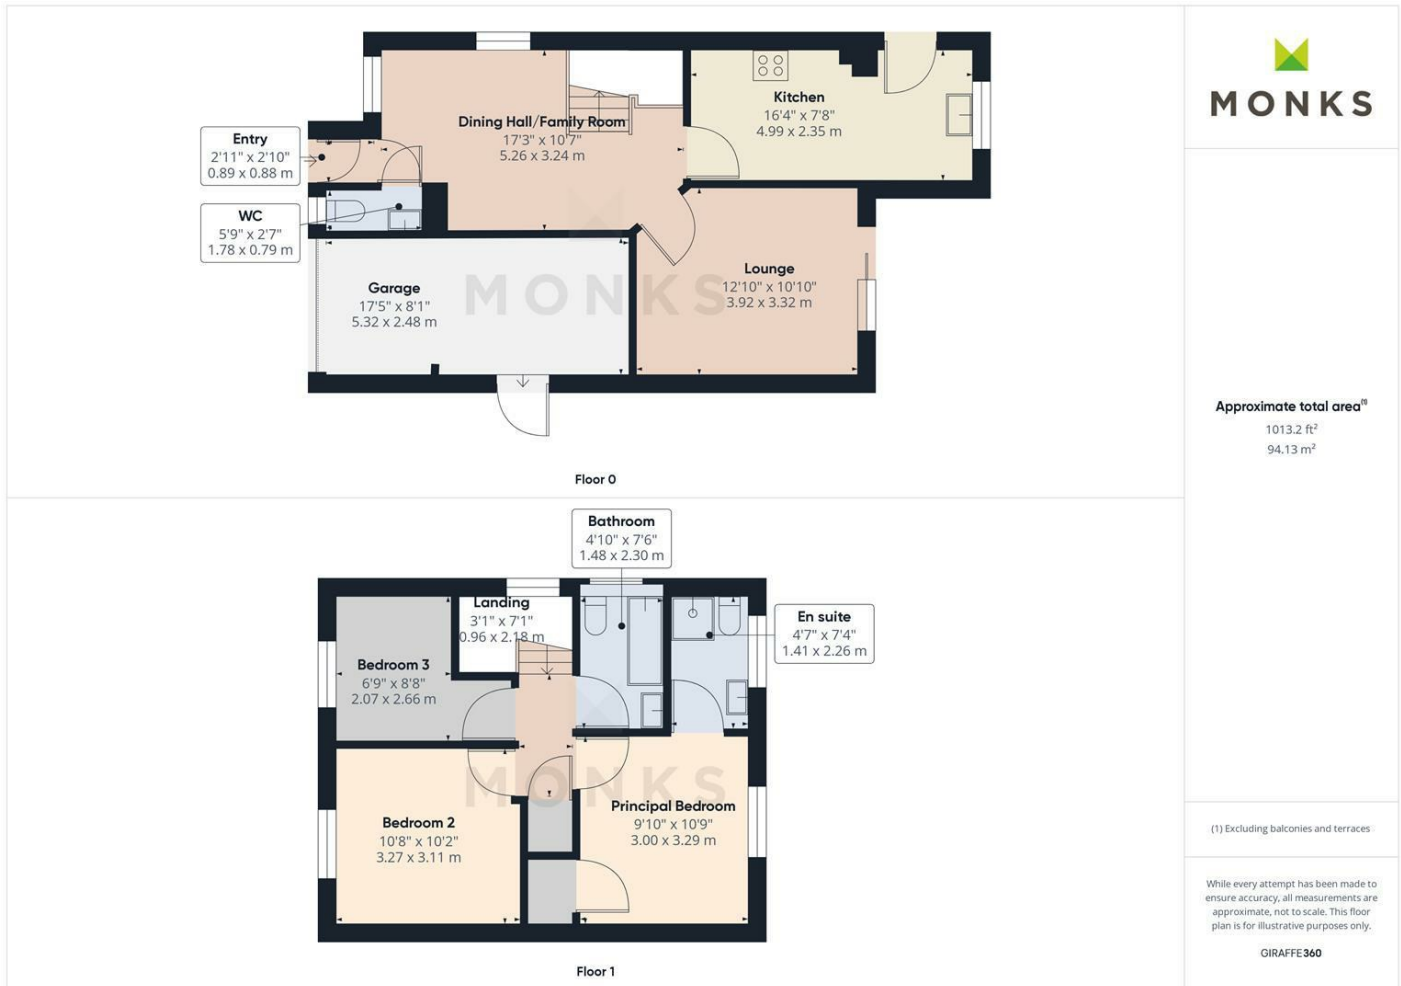 Entry
2'11" x 2'10"
0.89 x 0.88 m
WC
5'9" x 2'7"
1.78 x 0.79 m
Dining Hall/Family Room
17'3" x 10'7"
5.26 x 3.24 m
Kitchen
16'4" x 7'8"
4.99 x 2.35 m
Garage
17'5" x 8'1"
5.32 x 2.48 m
Lounge
12'10" x 10'10"
3.92 x 3.32 m
MONKS
Floor 0
Bathroom
4'10" x 7'6"
1.48 x 2.30 m
Landing
3'1" x 7'1"
0.96 x 2.18 m
En suite
4'7" x 7'4"
1.41 x 2.26 m
Bedroom 3
6'9" x 8'8"
2.07 x 2.66 m
Bedroom 2
10'8" x 10'2"
3.27 x 3.11 m
Principal Bedroom
9'10" x 10'9"
3.00 x 3.29 m
MONKS
Floor 1
MONKS
Approximate total area(1)
1013.2 ft²
94.13 m²
(1) Excluding balconies and terraces
While every attempt has been made to
ensure accuracy, all measurements are
approximate, not to scale. This floor
plan is for illustrative purposes only.
GIRAFFE360